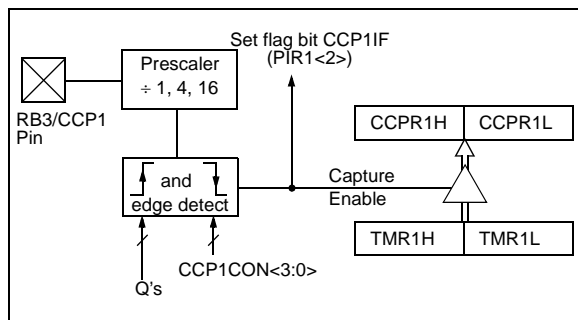 Set flag bit CCP1IF
(PIR1<2>)
Prescaler
÷ 1, 4, 16
RB3/CCP1
Pin
CCPR1H
CCPR1L
and
edge detect
Capture
Enable
TMR1H
TMR1L
CCP1CON<3:0>
Q's